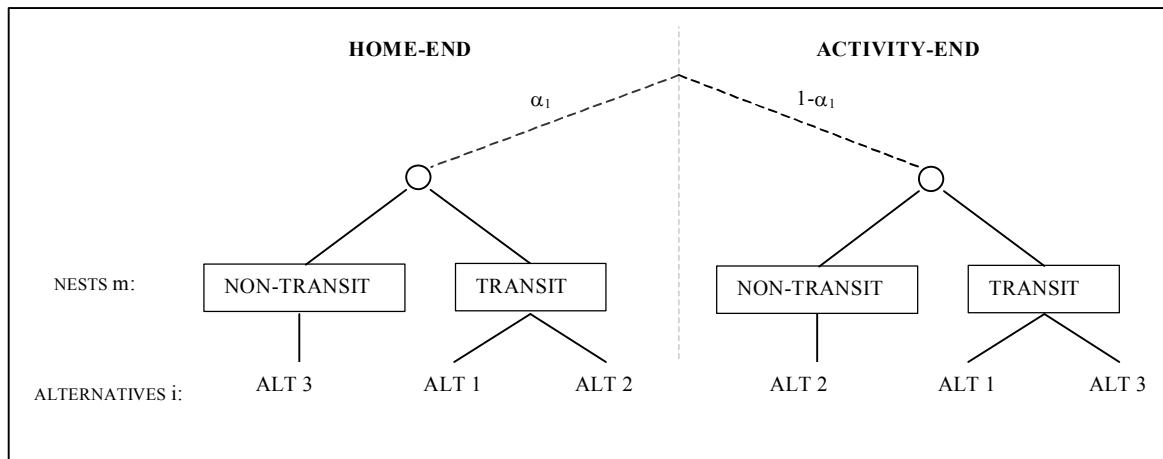 HOME-END ACTIVITY-END
α1 1-α1
NESTS m: NON-TRANSIT TRANSIT NON-TRANSIT TRANSIT
ALTERNATIVES i: ALT 3 ALT 1 ALT 2 ALT 2 ALT 1 ALT 3